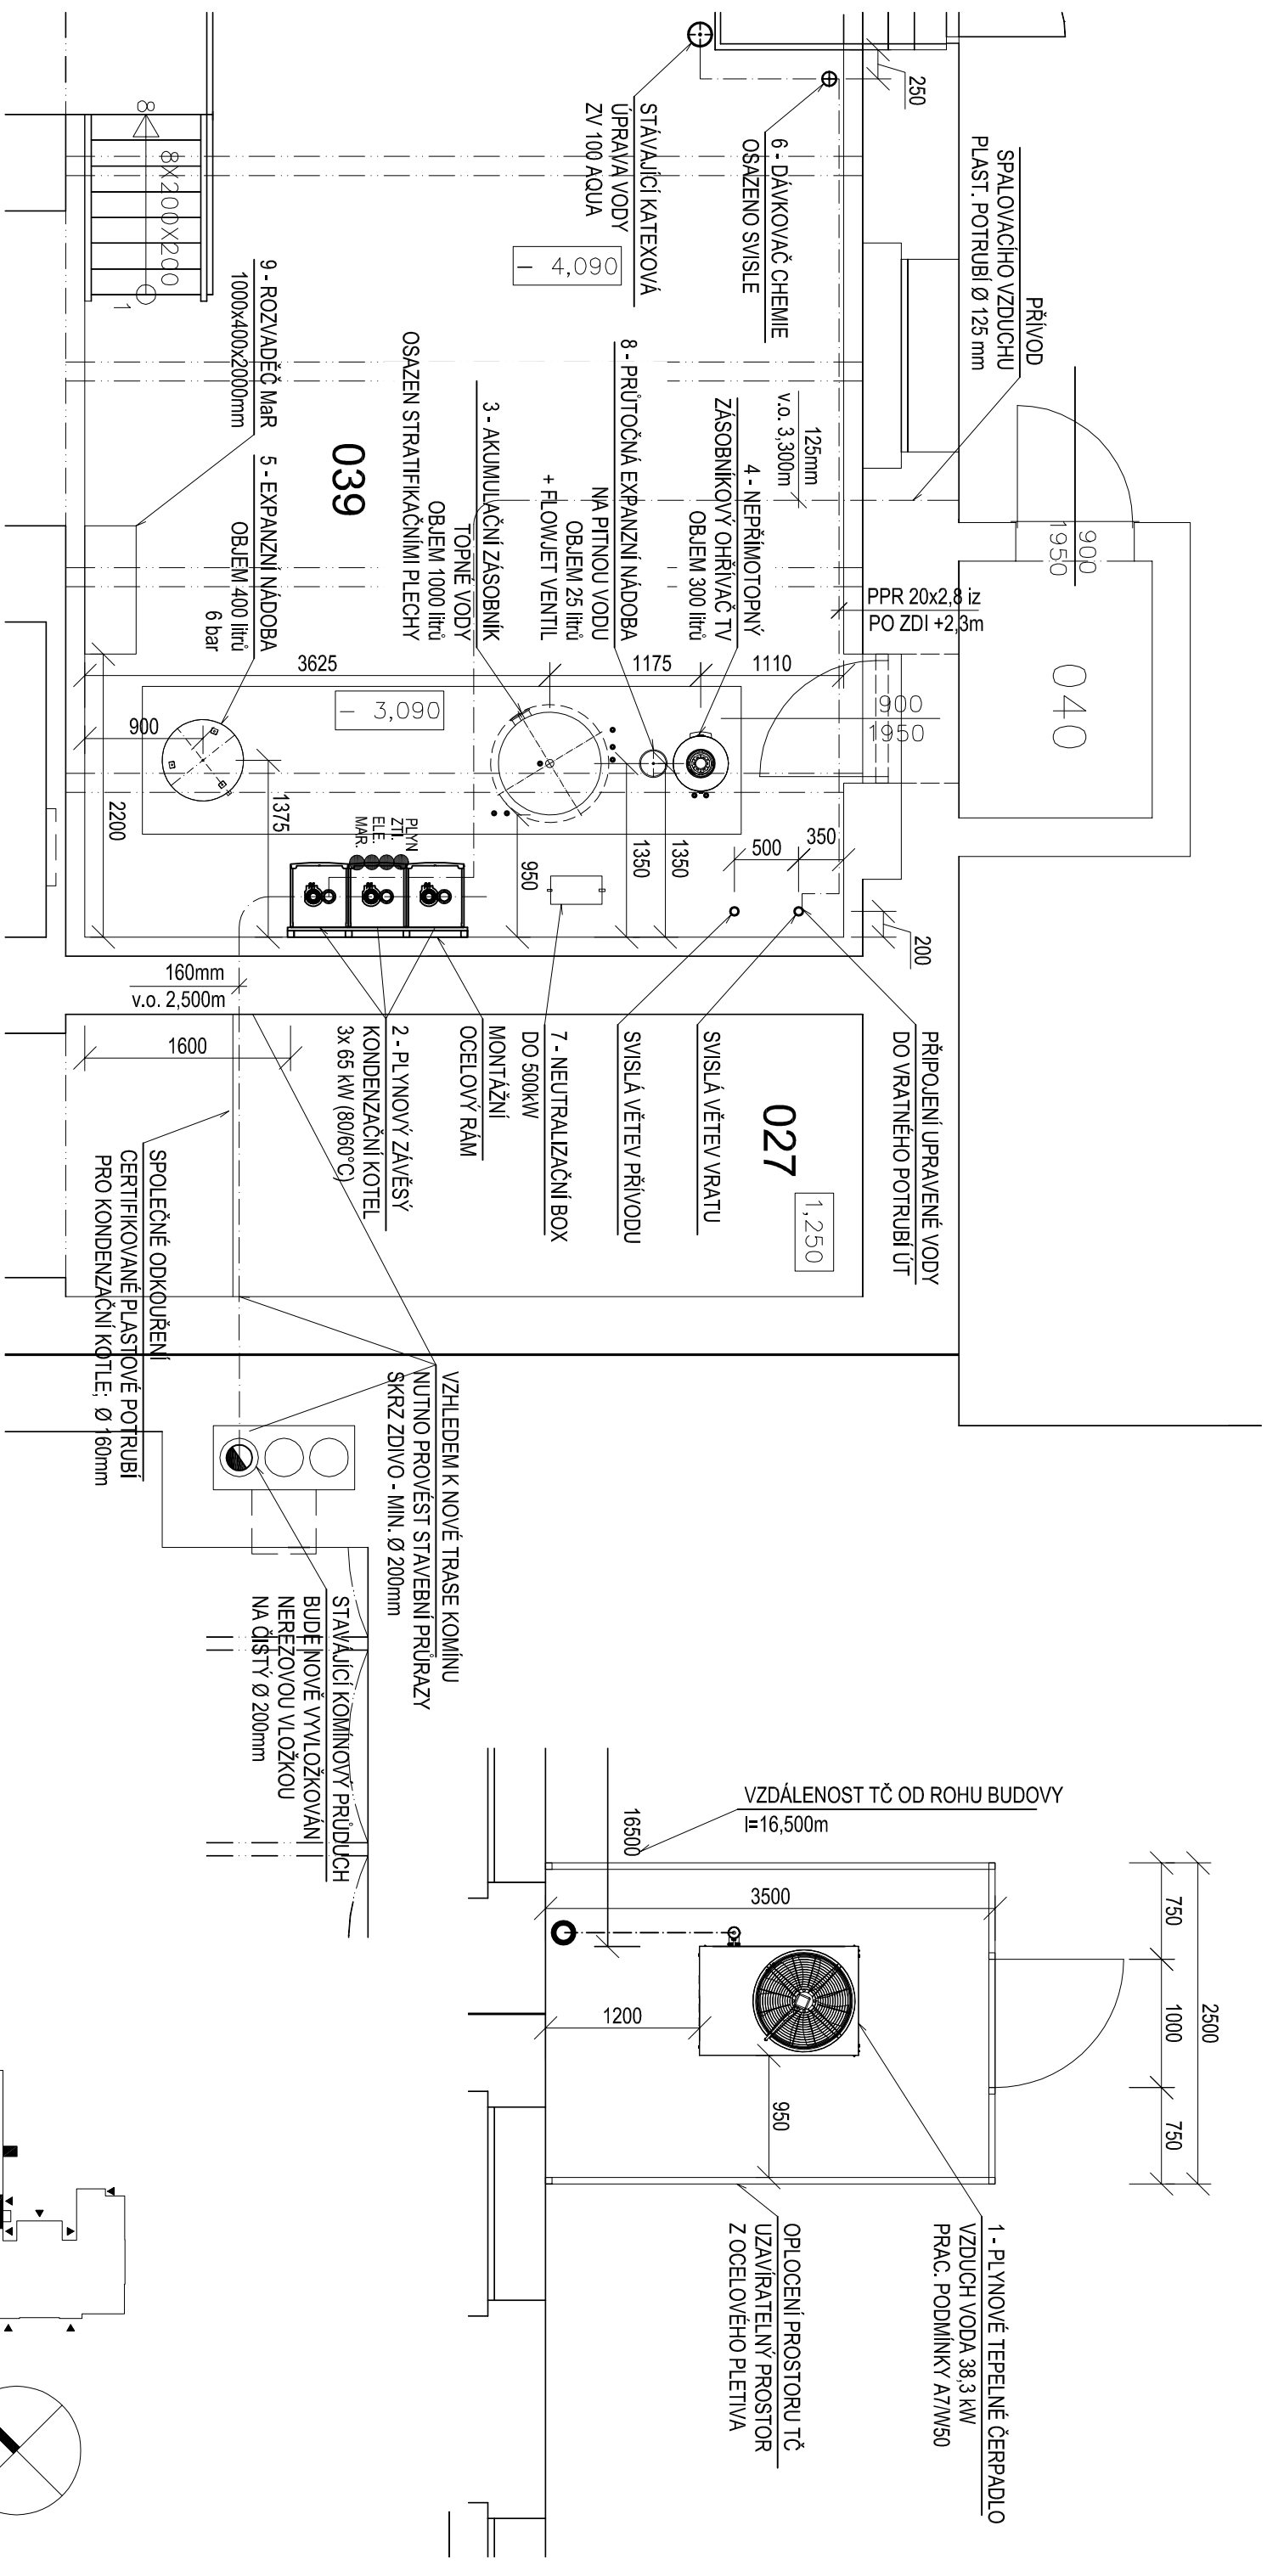 250
PŘÍVOD
SPALOVACÍHO VZDUCHU
PLAST. POTRUBÍ Ø 125 mm
6 - DÁVKOVAČ CHEMIE
OSAZENO SVISLE
STÁVAJÍCÍ KATEXOVÁ
ÚPRAVA VODY
ZV 100 AQUA
- 4,090
8
8X200X200
1
9 - ROZVADĚČ MaR
1000x400x2000mm
5 - EXPANZNÍ NÁDOBA
OBJEM 400 litrů
6 bar
039
3 - AKUMULAČNÍ ZÁSOBNÍK
TOPNÉ VODY
OBJEM 1000 litrů
OSAZEN STRATIFIKAČNÍMI PLECHY
8 - PRŮTOČNÁ EXPANZNÍ NÁDOBA
NA PITNOU VODU
OBJEM 25 litrů
+ FLOWJET VENTIL
4 - NEPŘÍMOTOPNÝ
ZÁSOBNÍKOVÝ OHŘÍVAČ TV
OBJEM 300 litrů
125mm
v.o. 3,300m
900
1950
040
PPR 20x2,8 iz
PO ZDI +2,3m
3625
1175
1110
900
1950
- 3,090
900
2200
1375
950
1350
1350
500
350
200
PLYN
ZTI.
ELE.
MAR.
160mm
v.o. 2,500m
1600
PŘIPOJENÍ UPRAVENÉ VODY
DO VRATNÉHO POTRUBÍ ÚT
027
1,250
SVISLÁ VĚTEV VRATU
SVISLÁ VĚTEV PŘÍVODU
7 - NEUTRALIZAČNÍ BOX
DO 500kW
MONTÁŽNÍ
OCELOVÝ RÁM
2 - PLYNOVÝ ZÁVĚSÝ
KONDENZAČNÍ KOTEL
3x 65 kW (80/60°C)
SPOLEČNÉ ODKOUŘENÍ
CERTIFIKOVANÉ PLASTOVÉ POTRUBÍ
PRO KONDENZAČNÍ KOTLE; Ø 160mm
VZHLEDEM K NOVÉ TRASE KOMÍNU
NUTNO PROVÉST STAVEBNÍ PRŮRAZY
SKRZ ZDIVO - MIN. Ø 200mm
STAVÁJÍCÍ KOMÍNOVÝ PRŮDUCH
BUDE NOVĚ VYVLOŽKOVÁN
NEREZOVOU VLOŽKOU
NA ČISTÝ Ø 200mm
VZDÁLENOST TČ OD ROHU BUDOVY
l=16,500m
16500
3500
1200
950
750
1000
750
2500
1 - PLYNOVÉ TEPELNÉ ČERPADLO
VZDUCH VODA 38,3 kW
PRAC. PODMÍNKY A7/W50
OPLOCENÍ PROSTORU TČ
UZAVÍRATELNÝ PROSTOR
Z OCELOVÉHO PLETIVA